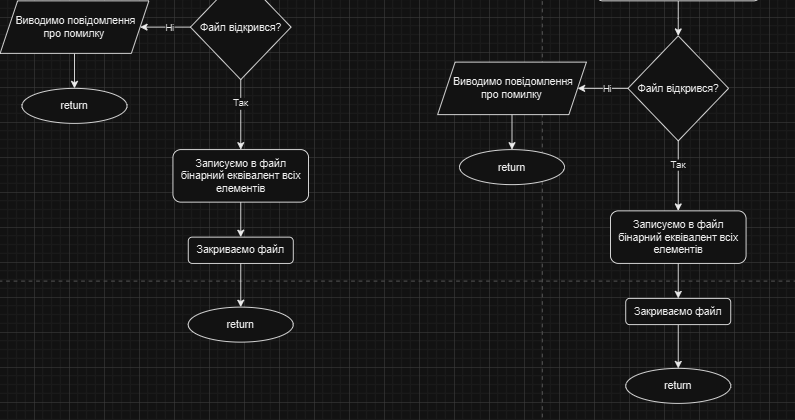 Виводимо повідомлення
про помилку
Ні
Файл відкрився?
return
Так
Записуємо в файл
бінарний еквівалент всіх
елементів
Закриваємо файл
return
Виводимо повідомлення
про помилку
Ні
Файл відкрився?
return
Так
Записуємо в файл
бінарний еквівалент всіх
елементів
Закриваємо файл
return